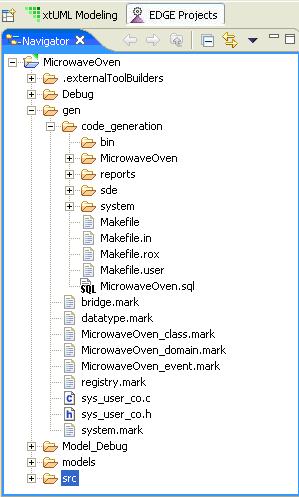 xtUML Modeling
EDGE Projects
Navigator
MicrowaveOven
.externalToolBuilders
Debug
gen
code_generation
bin
MicrowaveOven
reports
sde
system
Makefile
Makefile.in
Makefile.rox
Makefile.user
SQL MicrowaveOven.sql
bridge.mark
datatype.mark
MicrowaveOven_class.mark
MicrowaveOven_domain.mark
MicrowaveOven_event.mark
registry.mark
c sys_user_co.c
h sys_user_co.h
system.mark
Model_Debug
models
src